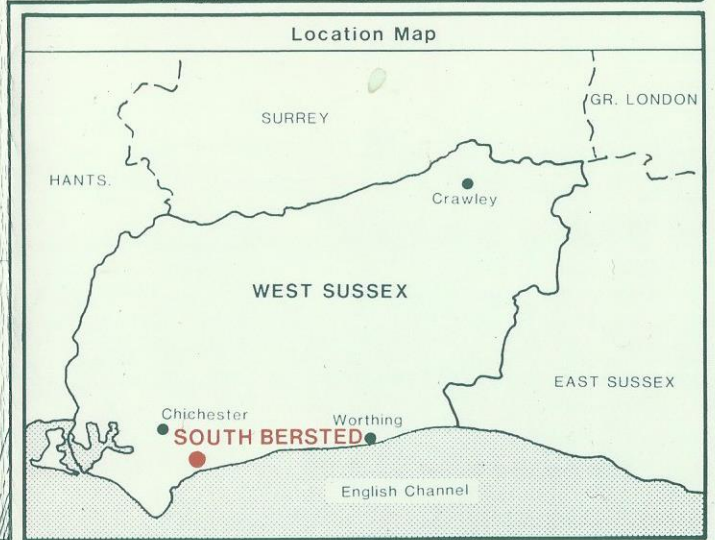 Location Map
SURREY
GR. LONDON
HANTS.
Crawley
WEST SUSSEX
EAST SUSSEX
Chichester
Worthing
SOUTH BERSTED
English Channel